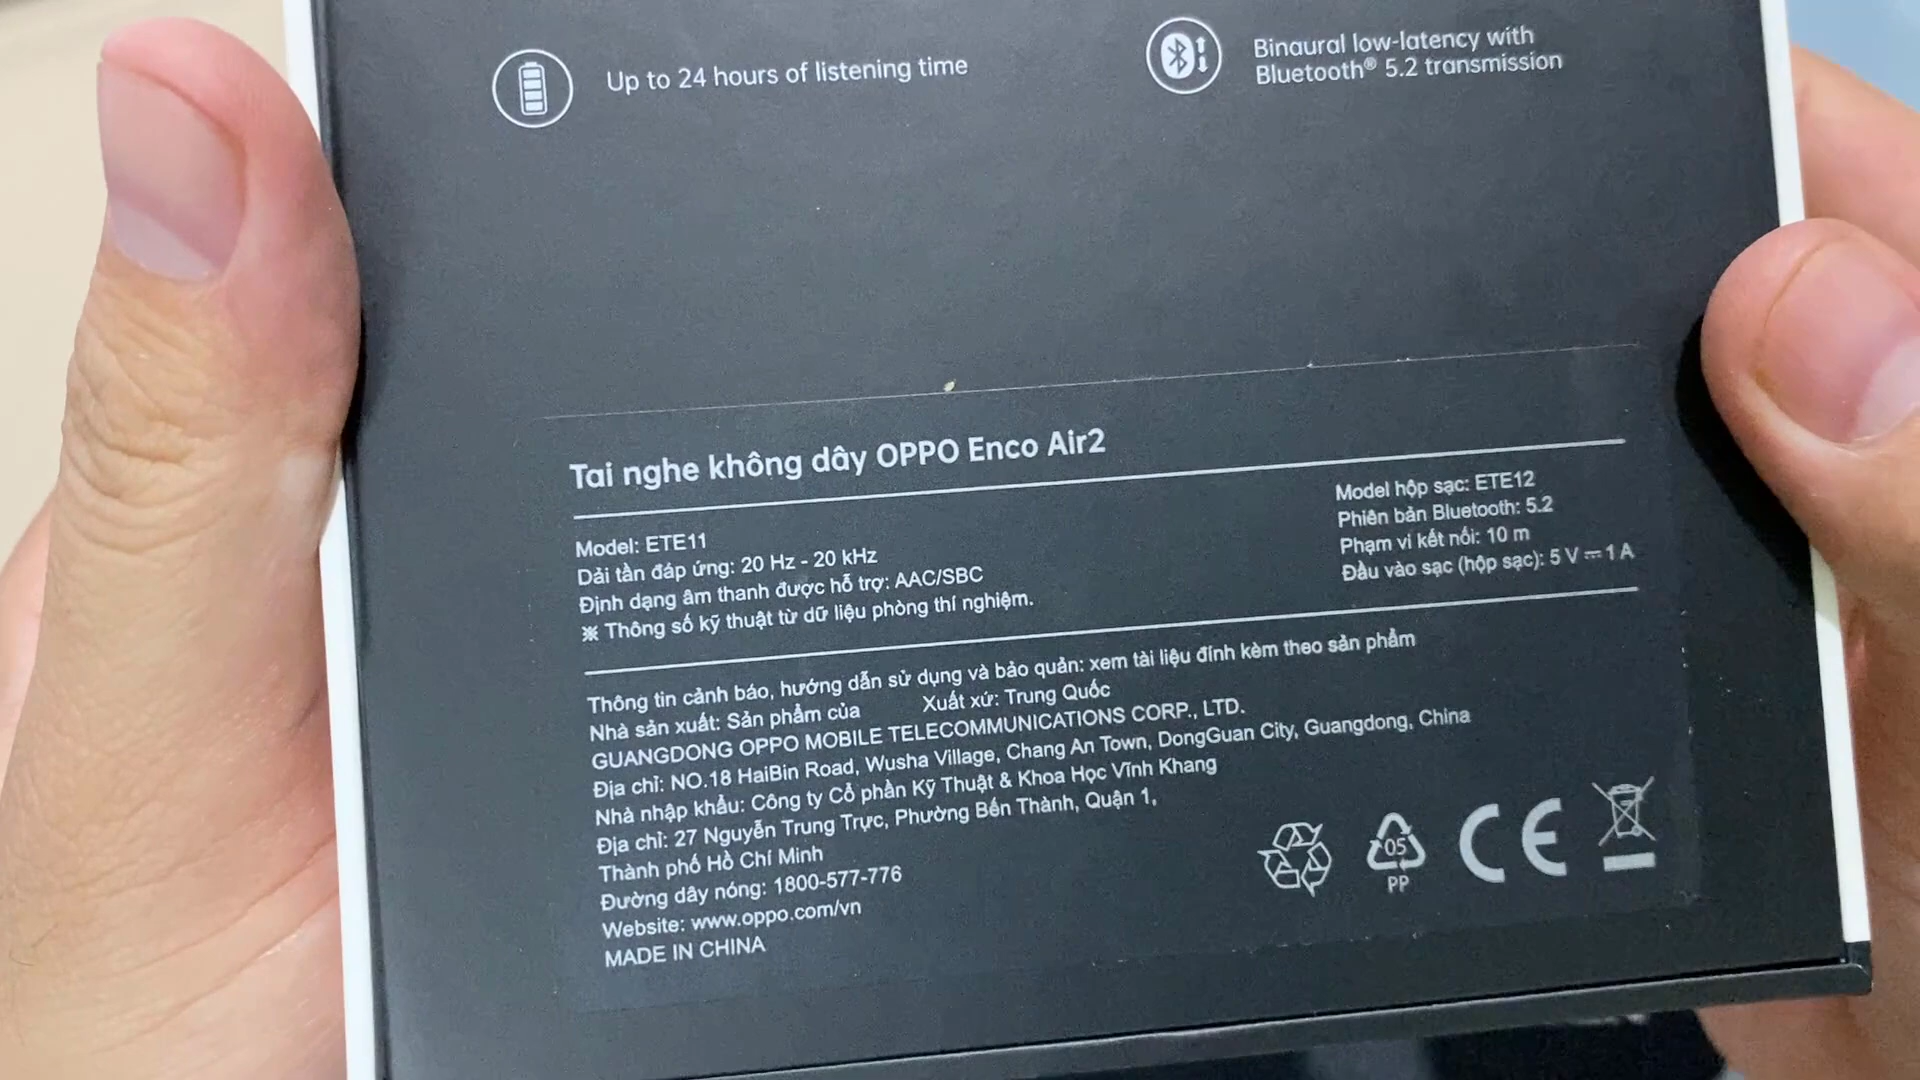 Up to 24 hours of listening time
Binaural low-latency with
Bluetooth® 5.2 transmission
Tai nghe không dây OPPO Enco Air2
Model: ETE11
Dải tần đáp ứng: 20 Hz - 20 kHz
Định dạng âm thanh được hỗ trợ: AAC/SBC
※ Thông số kỹ thuật từ dữ liệu phòng thí nghiệm.
Model hộp sạc: ETE12
Phiên bản Bluetooth: 5.2
Phạm vi kết nối: 10 m
Đầu vào sạc (hộp sạc): 5 V⎓1 A
Thông tin cảnh báo, hướng dẫn sử dụng và bảo quản: xem tài liệu đính kèm theo sản phẩm
Nhà sản xuất: Sản phẩm của Xuất xứ: Trung Quốc
GUANGDONG OPPO MOBILE TELECOMMUNICATIONS CORP., LTD.
Địa chỉ: NO.18 HaiBin Road, Wusha Village, Chang An Town, DongGuan City, Guangdong, China
Nhà nhập khẩu: Công ty Cổ phần Kỹ Thuật & Khoa Học Vĩnh Khang
Địa chỉ: 27 Nguyễn Trung Trực, Phường Bến Thành, Quận 1,
Thành phố Hồ Chí Minh
Đường dây nóng: 1800-577-776
Website: www.oppo.com/vn
MADE IN CHINA
05
PP
CE